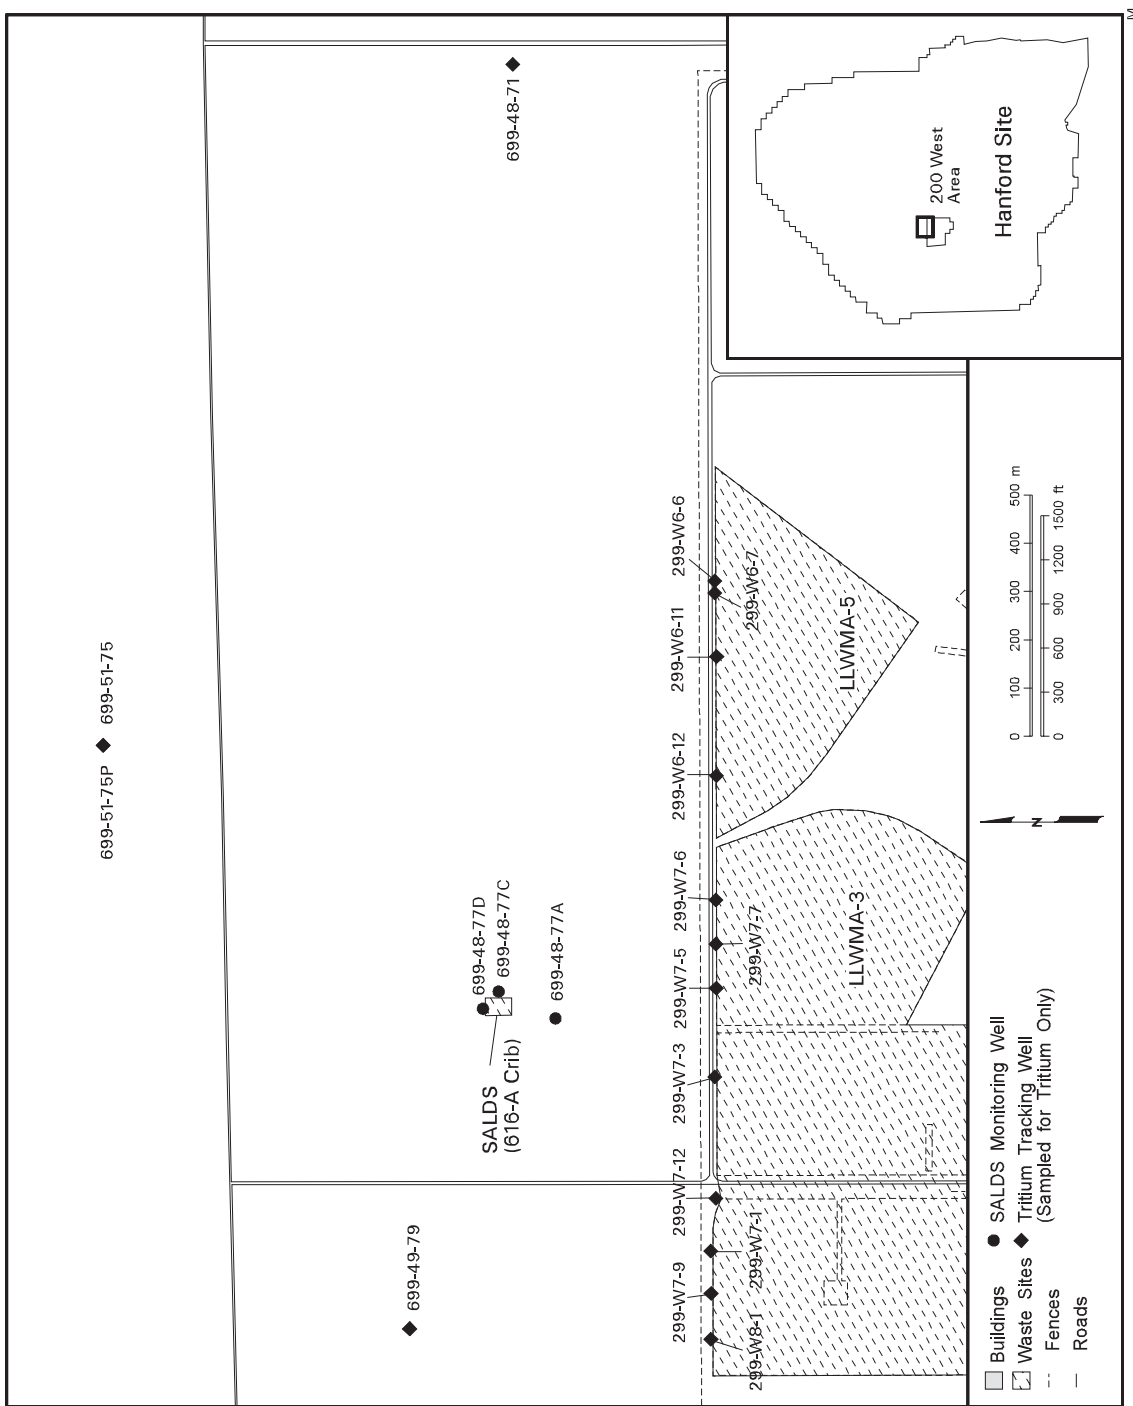 M
699-51-75P
699-51-75
699-48-71
699-49-79
SALDS
(616-A Crib)
699-48-77D
699-48-77C
699-48-77A
299-W7-9
299-W7-12
299-W7-3
299-W7-5
299-W7-6
299-W6-12
299-W6-11
299-W6-6
299-W8-1
299-W7-1
299-W7-7
299-W6-7
LLWMA-3
LLWMA-5
200 West
Area
Hanford Site
Buildings
Waste Sites
Fences
Roads
SALDS Monitoring Well
Tritium Tracking Well
(Sampled for Tritium Only)
N
0 100 200 300 400 500 m
0 300 600 900 1200 1500 ft